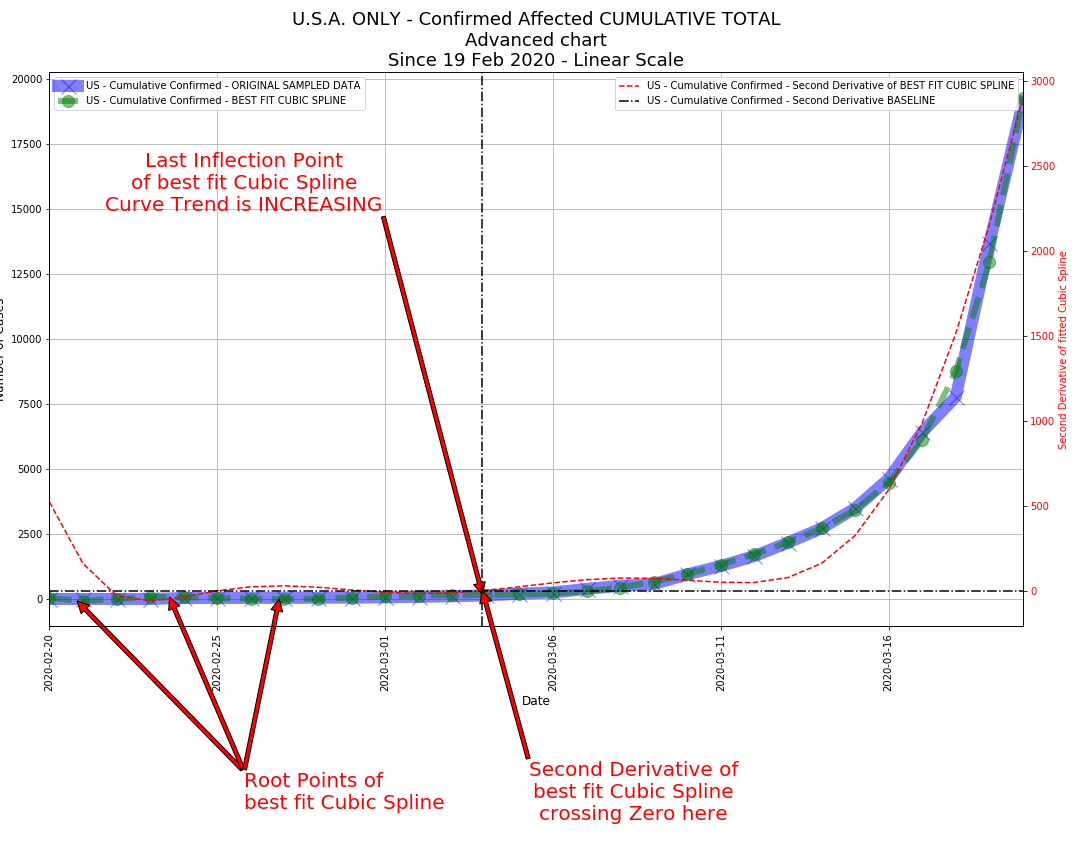 U.S.A. ONLY - Confirmed Affected CUMULATIVE TOTAL
Advanced chart
Since 19 Feb 2020 - Linear Scale
US - Cumulative Confirmed - ORIGINAL SAMPLED DATA
US - Cumulative Confirmed - BEST FIT CUBIC SPLINE
US - Cumulative Confirmed - Second Derivative of BEST FIT CUBIC SPLINE
US - Cumulative Confirmed - Second Derivative BASELINE
Last Inflection Point
of best fit Cubic Spline
Curve Trend is INCREASING
20000
17500
15000
12500
10000
7500
5000
2500
0
3000
2500
2000
1500
1000
500
0
Second Derivative of fitted Cubic Spline
2020-02-20
2020-02-25
2020-03-01
2020-03-06
2020-03-11
2020-03-16
Date
Root Points of
best fit Cubic Spline
Second Derivative of
best fit Cubic Spline
crossing Zero here